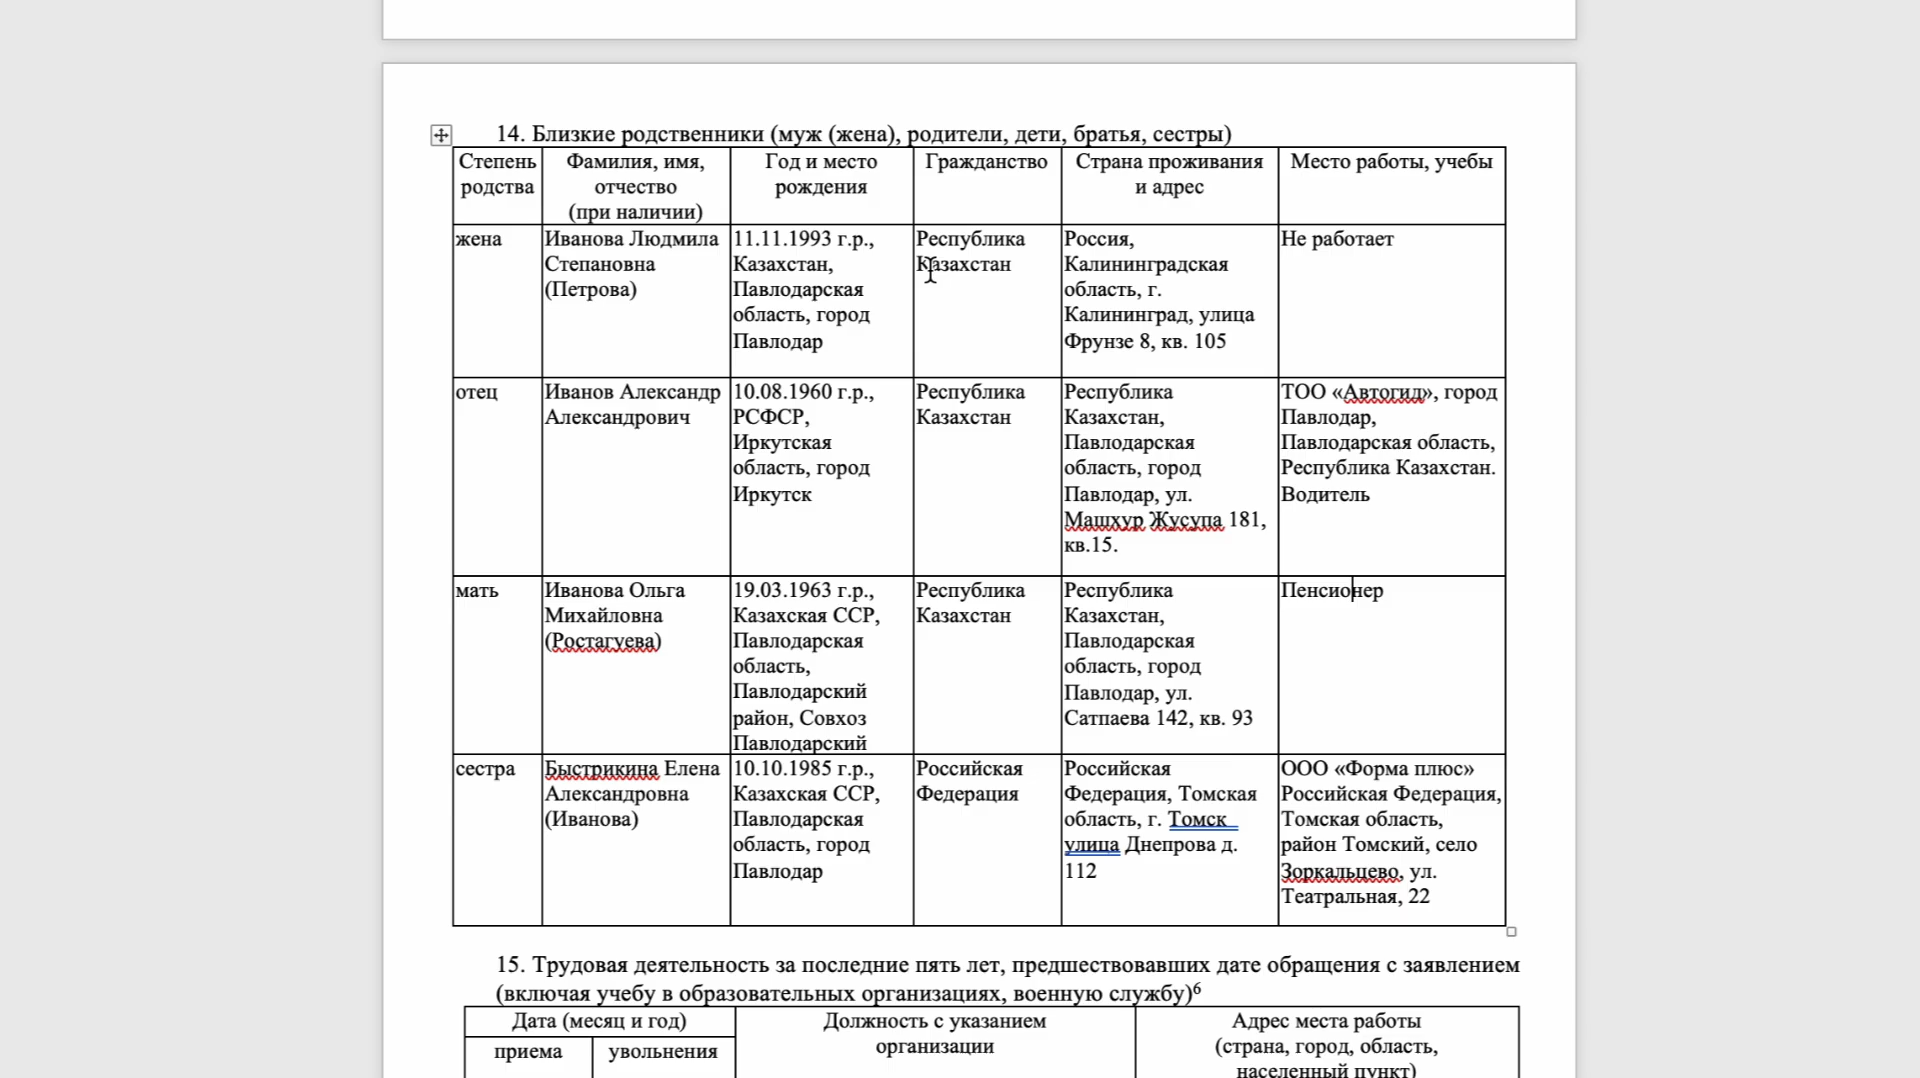 14. Близкие родственники (муж (жена), родители, дети, братья, сестры)
Степень родства
Фамилия, имя, отчество (при наличии)
Год и место рождения
Гражданство
Страна проживания и адрес
Место работы, учебы
жена
Иванова Людмила
Степановна
(Петрова)
11.11.1993 г.р.,
Казахстан,
Павлодарская
область, город
Павлодар
Республика
Казахстан
Россия,
Калининградская
область, г.
Калининград, улица
Фрунзе 8, кв. 105
Не работает
отец
Иванов Александр
Александрович
10.08.1960 г.р.,
РСФСР,
Иркутская
область, город
Иркутск
Республика
Казахстан
Республика
Казахстан,
Павлодарская
область, город
Павлодар, ул.
Машхур Жусупа 181,
кв.15.
ТОО «Автогид», город
Павлодар,
Павлодарская область,
Республика Казахстан.
Водитель
мать
Иванова Ольга
Михайловна
(Ростагуева)
19.03.1963 г.р.,
Казахская ССР,
Павлодарская
область,
Павлодарский
район, Совхоз
Павлодарский
Республика
Казахстан
Республика
Казахстан,
Павлодарская
область, город
Павлодар, ул.
Сатпаева 142, кв. 93
Пенсионер
сестра
Быстрикина Елена
Александровна
(Иванова)
10.10.1985 г.р.,
Казахская ССР,
Павлодарская
область, город
Павлодар
Российская
Федерация
Российская
Федерация, Томская
область, г. Томск
улица Днепрова д.
112
ООО «Форма плюс»
Российская Федерация,
Томская область,
район Томский, село
Зоркальцево, ул.
Театральная, 22
15. Трудовая деятельность за последние пять лет, предшествовавших дате обращения с заявлением
(включая учебу в образовательных организациях, военную службу)6
Дата (месяц и год)
приема
увольнения
Должность с указанием
организации
Адрес места работы
(страна, город, область,
населенный пункт)